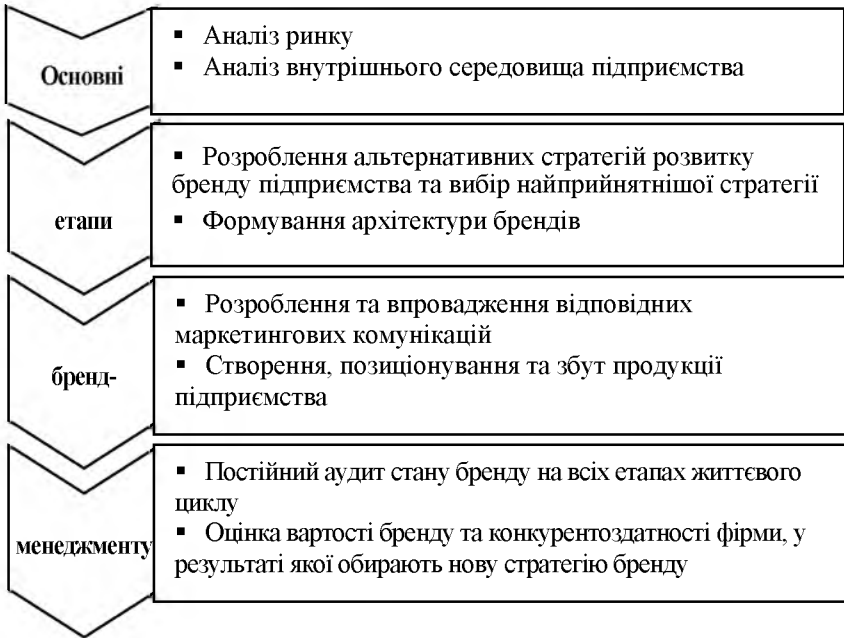 Основні
▪ Аналіз ринку
▪ Аналіз внутрішнього середовища підприємства
етапи
▪ Розроблення альтернативних стратегій розвитку
бренду підприємства та вибір найприйнятнішої стратегії
▪ Формування архітектури брендів
бренд-
▪ Розроблення та впровадження відповідних
маркетингових комунікацій
▪ Створення, позиціонування та збут продукції
підприємства
менеджменту
▪ Постійний аудит стану бренду на всіх етапах життєвого
циклу
▪ Оцінка вартості бренду та конкурентоздатності фірми, у
результаті якої обирають нову стратегію бренду